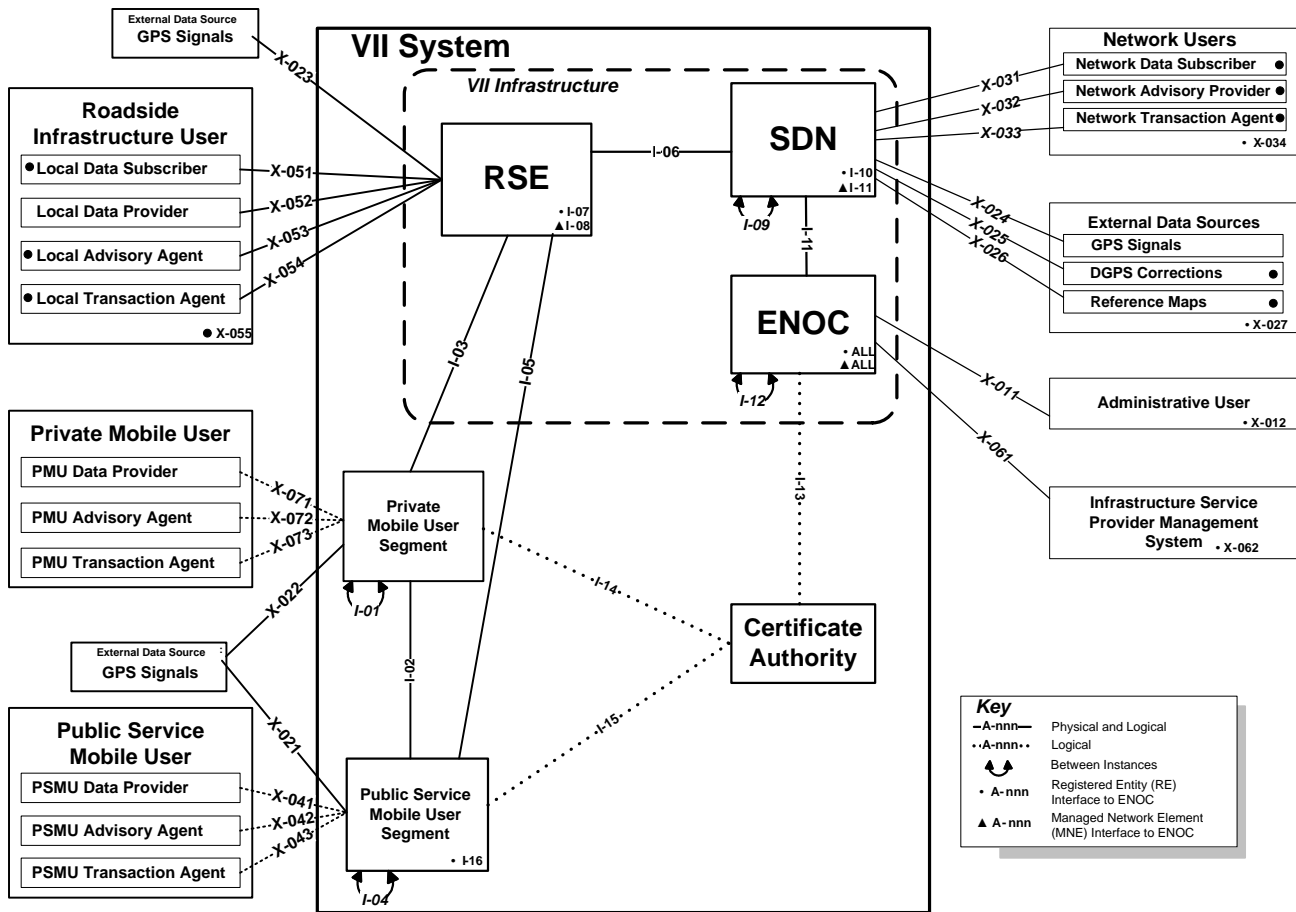 External Data Source
GPS Signals
X-023
Roadside
Infrastructure User
● Local Data Subscriber
Local Data Provider
● Local Advisory Agent
● Local Transaction Agent
● X-055
X-051
X-052
X-053
X-054
Private Mobile User
PMU Data Provider
PMU Advisory Agent
PMU Transaction Agent
X-071
X-072
X-073
X-022
External Data Source
GPS Signals
X-021
Public Service
Mobile User
PSMU Data Provider
PSMU Advisory Agent
PSMU Transaction Agent
X-041
X-042
X-043
VII System
VII Infrastructure
RSE
• I-07
▲I-08
I-06
SDN
• I-10
▲I-11
I-09
I-11
ENOC
• ALL
▲ALL
I-12
I-03
I-05
I-13
Private
Mobile User
Segment
I-01
I-14
I-02
Certificate
Authority
I-15
Public Service
Mobile User
Segment
• I-16
I-04
X-031
X-032
X-033
Network Users
Network Data Subscriber ●
Network Advisory Provider ●
Network Transaction Agent ●
• X-034
X-024
X-025
X-026
External Data Sources
GPS Signals
DGPS Corrections ●
Reference Maps ●
• X-027
X-011
Administrative User
• X-012
X-061
Infrastructure Service
Provider Management
System • X-062
Key
A-nnn Physical and Logical
A-nnn Logical
Between Instances
• A-nnn Registered Entity (RE)
Interface to ENOC
▲ A-nnn Managed Network Element
(MNE) Interface to ENOC